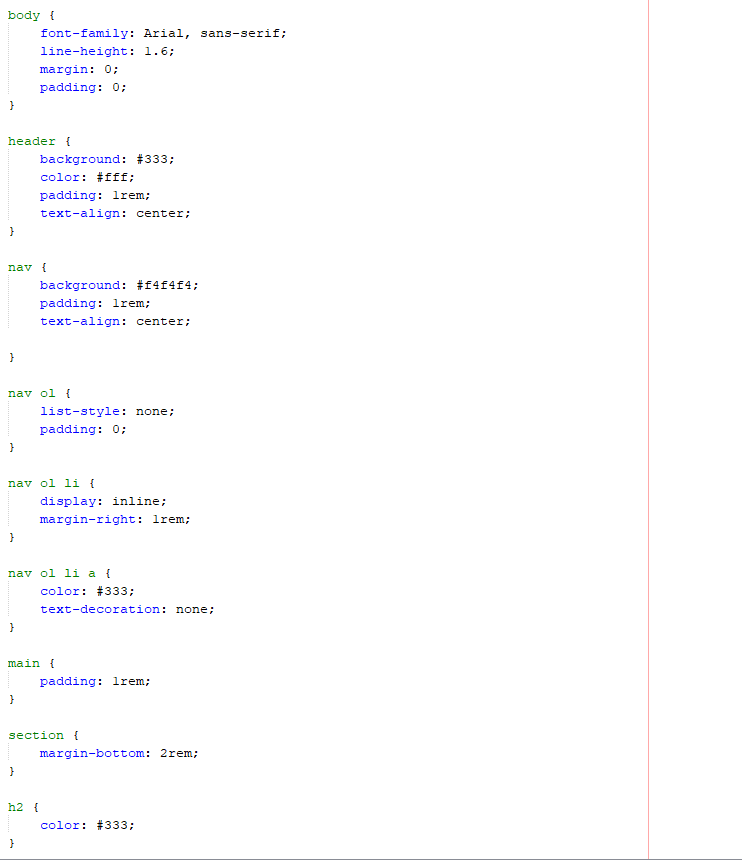 body {
    font-family: Arial, sans-serif;
    line-height: 1.6;
    margin: 0;
    padding: 0;
}

header {
    background: #333;
    color: #fff;
    padding: 1rem;
    text-align: center;
}

nav {
    background: #f4f4f4;
    padding: 1rem;
    text-align: center;

}

nav ol {
    list-style: none;
    padding: 0;
}

nav ol li {
    display: inline;
    margin-right: 1rem;
}

nav ol li a {
    color: #333;
    text-decoration: none;
}

main {
    padding: 1rem;
}

section {
    margin-bottom: 2rem;
}

h2 {
    color: #333;
}